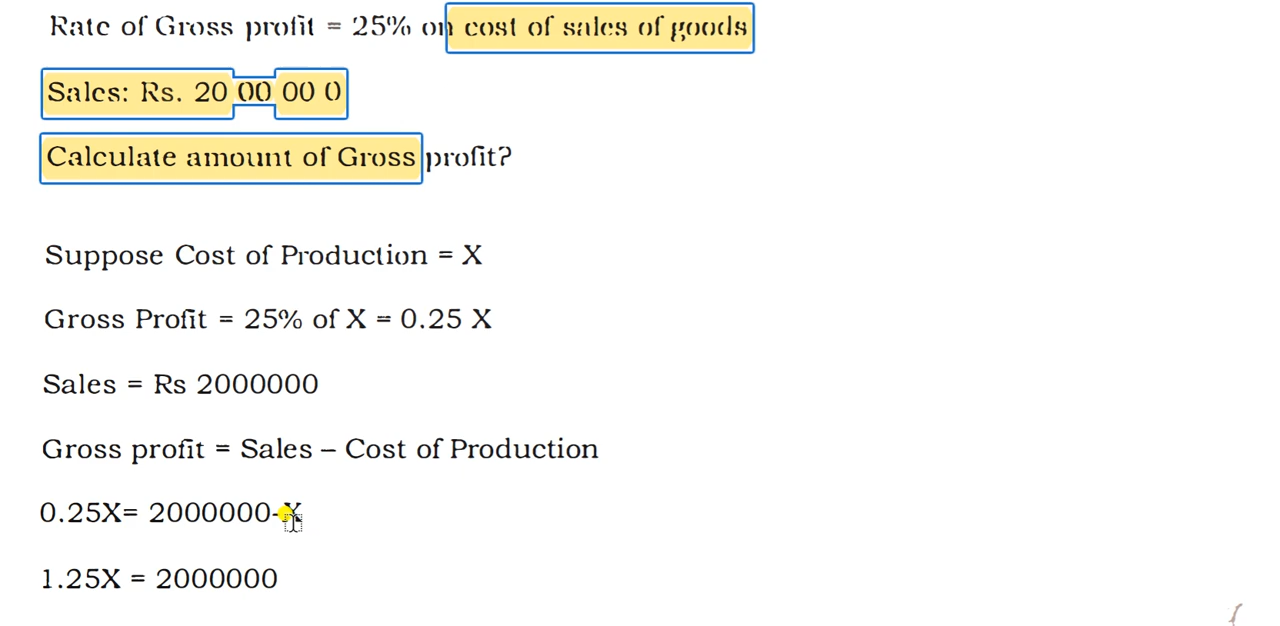 Rate of Gross profit = 25% on cost of sales of goods
Sales: Rs. 20 00 00 0
Calculate amount of Gross profit?
Suppose Cost of Production = X
Gross Profit = 25% of X = 0.25 X
Sales = Rs 2000000
Gross profit = Sales – Cost of Production
0.25X= 2000000-X
1.25X = 2000000